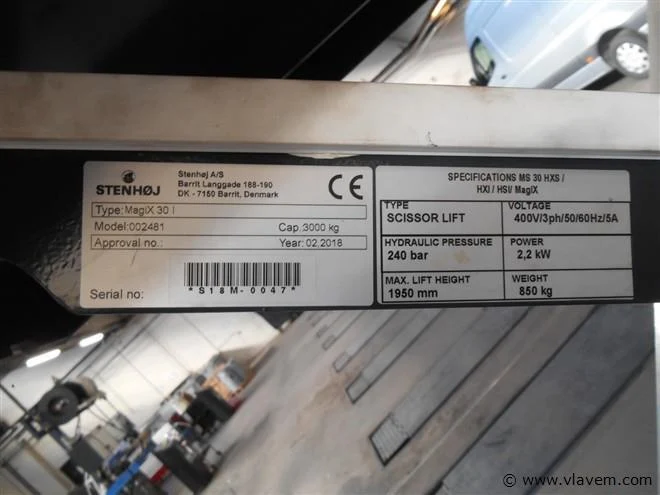 STENHØJ
Stenhøj A/S
Barrit Langgade 188-190
DK - 7150 Barrit, Denmark
CE
Type: MagiX 30 I
Model: 002481 Cap. 3000 kg
Approval no.: Year: 02.2018
Serial no: *S18M-0047*
SPECIFICATIONS MS 30 HXS /
HXI / HSI/ MagiX
TYPE VOLTAGE
SCISSOR LIFT 400V/3ph/50/60Hz/5A
HYDRAULIC PRESSURE POWER
240 bar 2,2 kW
MAX. LIFT HEIGHT WEIGHT
1950 mm 850 kg
© www.vlavem.com